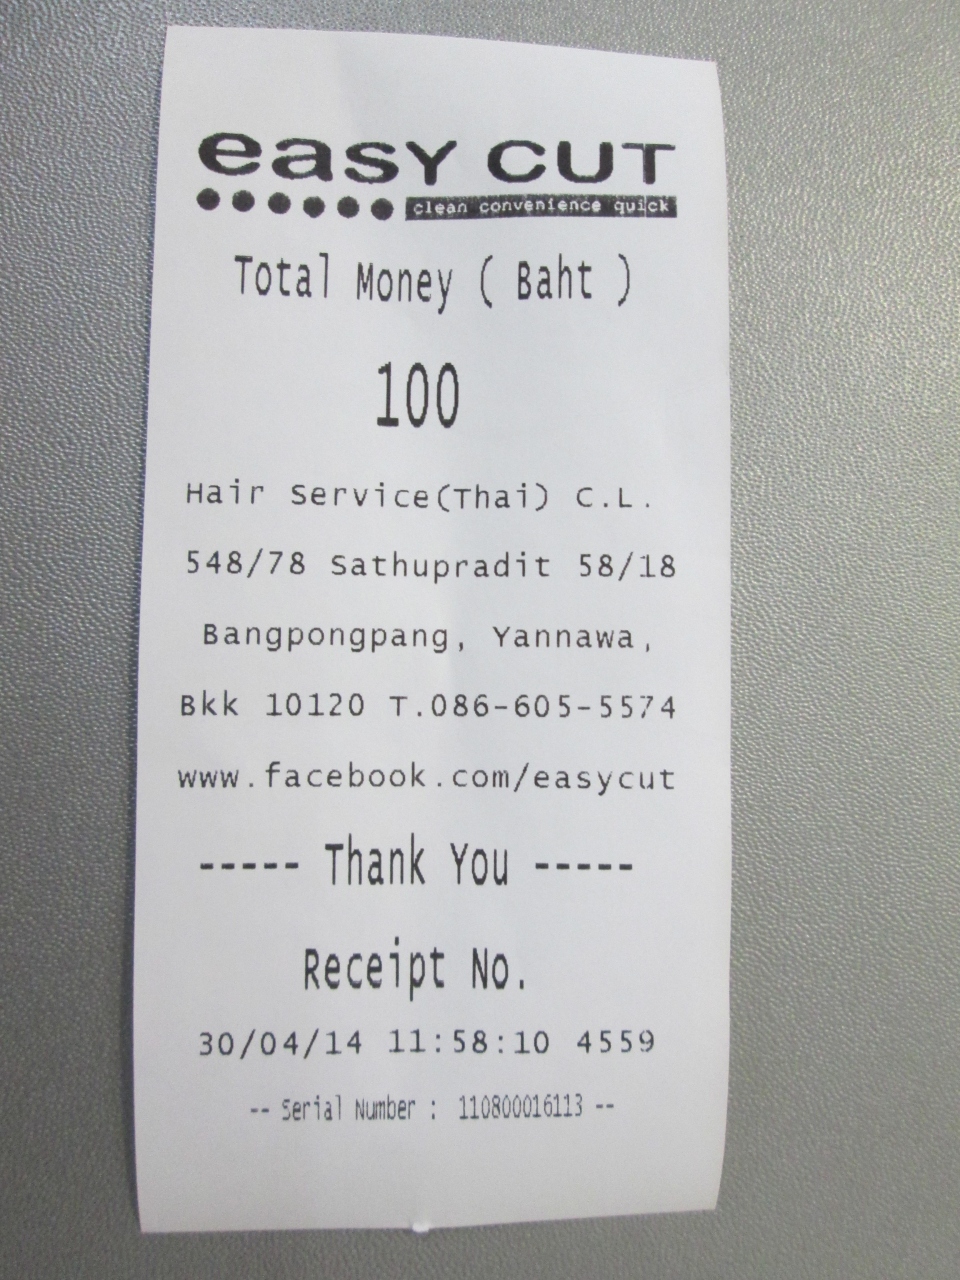 easy cut
clean convenience quick
Total Money ( Baht )
100
Hair Service(Thai) C.L.
548/78 Sathupradit 58/18
Bangpongpang, Yannawa,
Bkk 10120 T.086-605-5574
www.facebook.com/easycut
----- Thank You -----
Receipt No.
30/04/14 11:58:10 4559
-- Serial Number : 110800016113 --